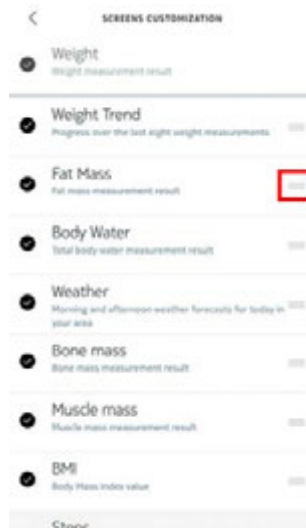 SCREENS CUSTOMIZATION
Weight
Weight measurement result
Weight Trend
Progress over the last eight weight measurements
Fat Mass
Fat mass measurement result
Body Water
Total body water measurement result
Weather
Morning and afternoon weather forecasts for today in
your area
Bone mass
Bone mass measurement result
Muscle mass
Muscle mass measurement result
BMI
Body Mass Index value
Steps